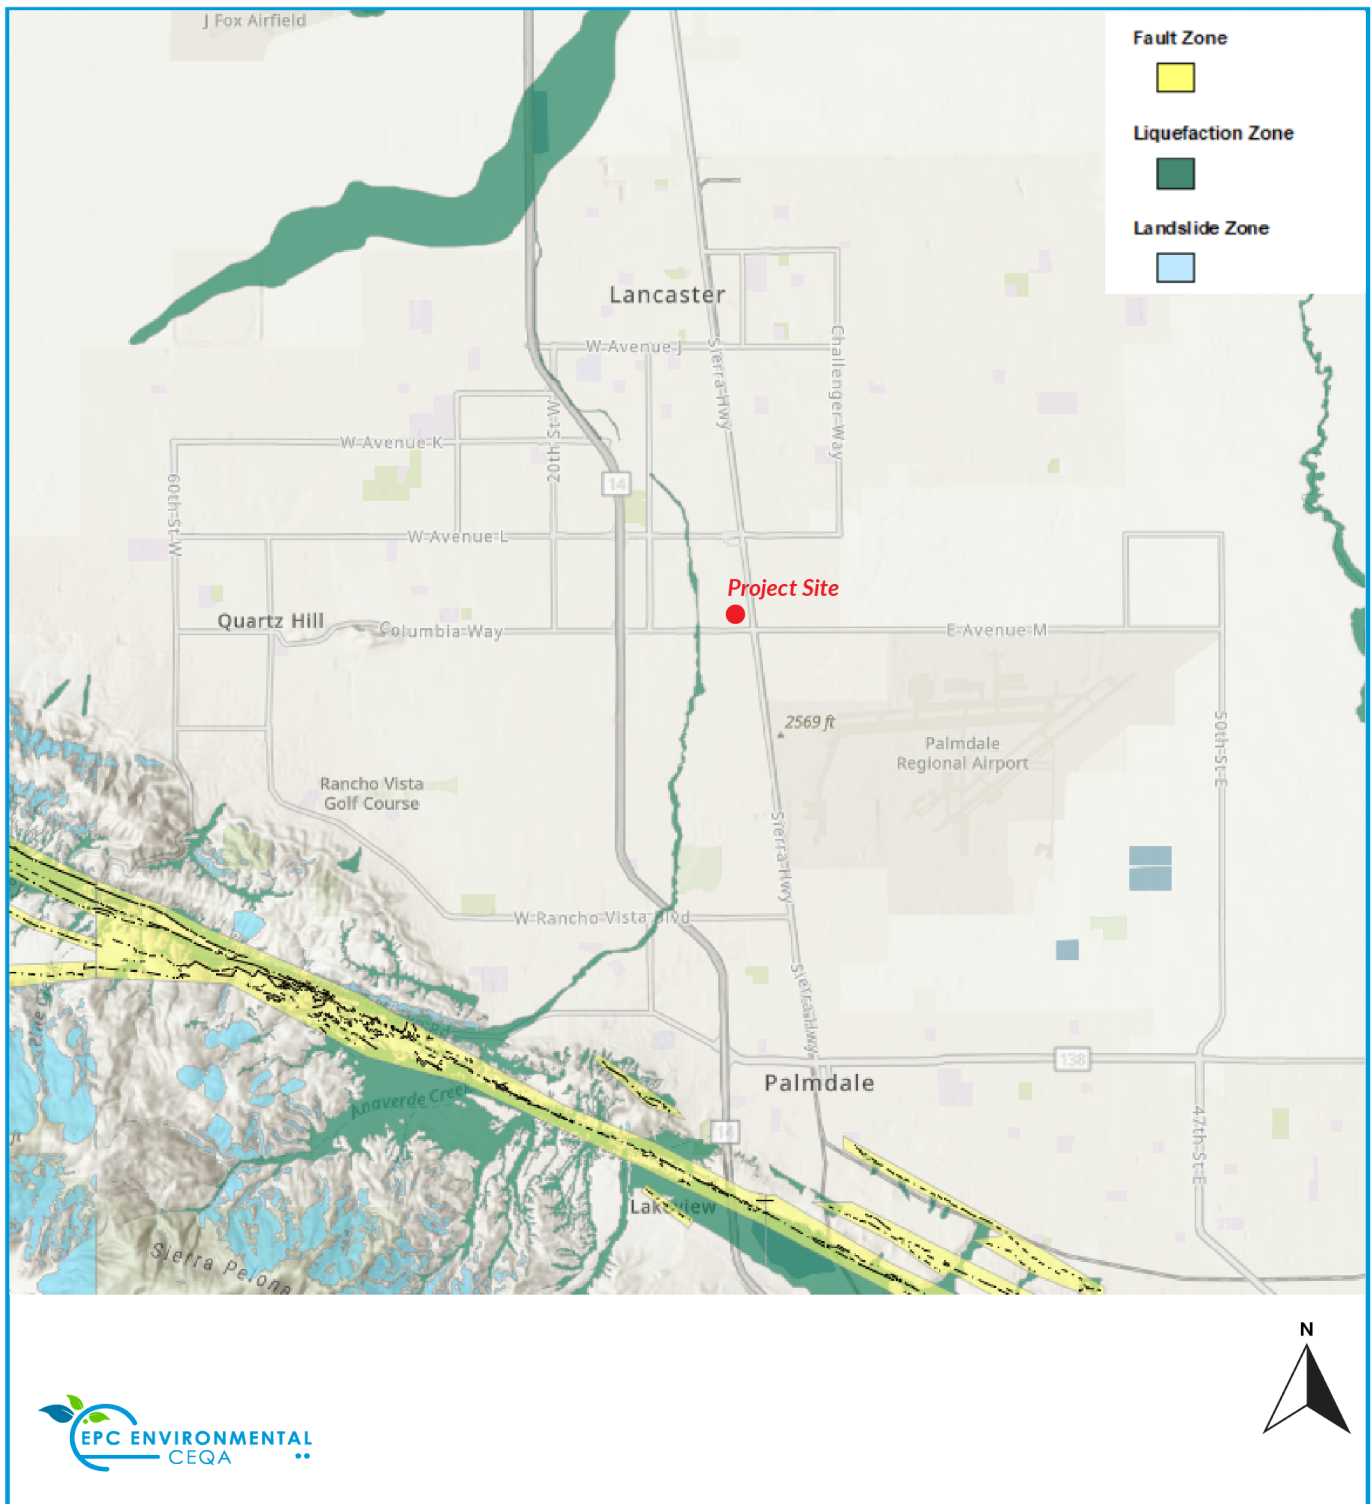 J Fox Airfield
Fault Zone
Liquefaction Zone
Landslide Zone
Lancaster
W Avenue J
Sierra Hwy
Challenger Way
20th St W
W Avenue K
60th St W
14
W Avenue L
Project Site
Quartz Hill
Columbia Way
E Avenue M
2569 ft
50th St E
Palmdale
Regional Airport
Rancho Vista
Golf Course
Sierra Hwy
W Rancho Vista Blvd
Sierra Hwy
138
Palmdale
Anaverde Creek
14
47th St E
ft
Lakeview
Sierra Pelona
N
EPC ENVIRONMENTAL
CEQA